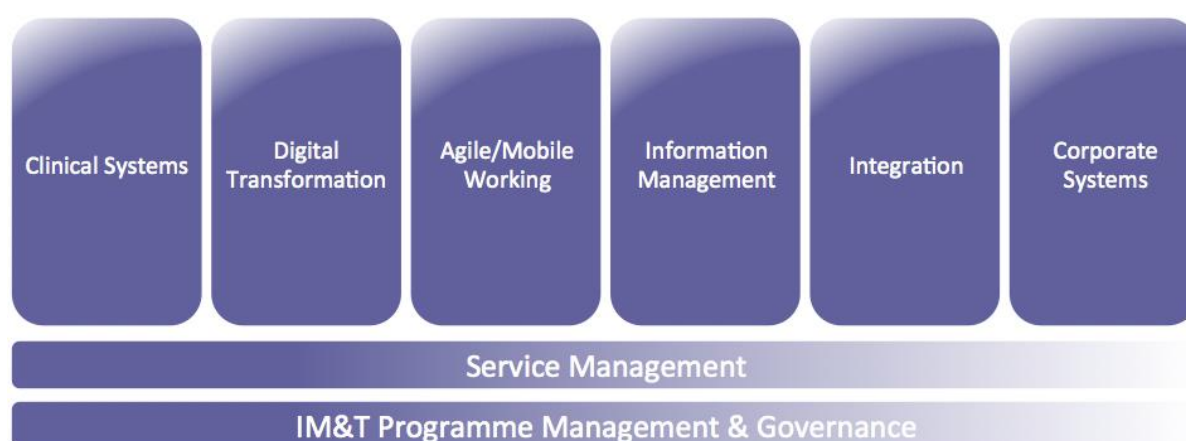 Clinical Systems
Digital
Transformation
Agile/Mobile
Working
Information
Management
Integration
Corporate
Systems
Service Management
IM&T Programme Management & Governance